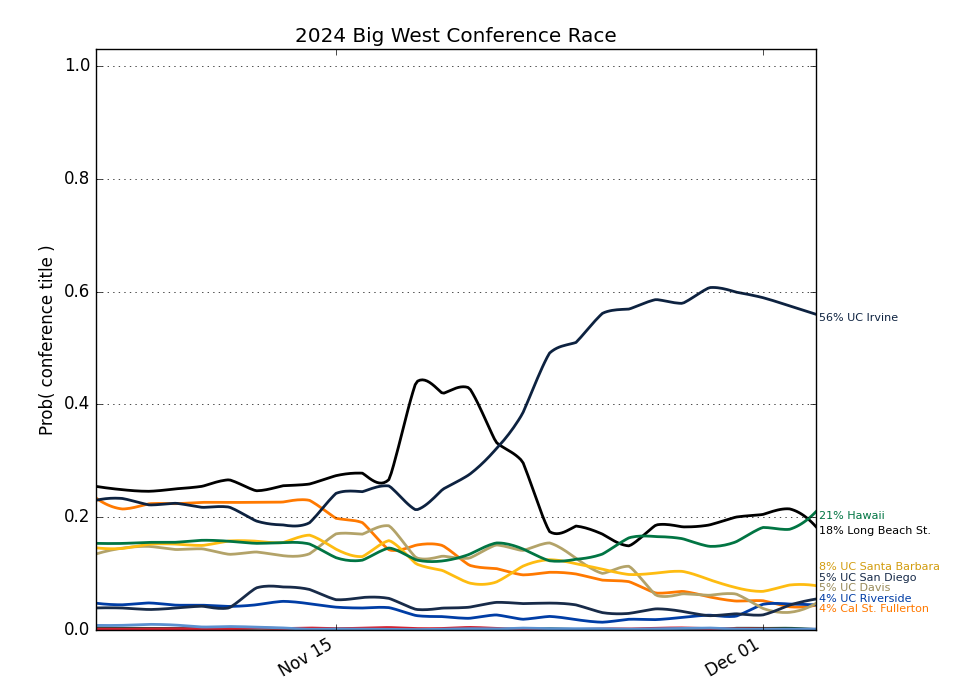 2024 Big West Conference Race
Prob( conference title )
1.0
0.8
0.6
0.4
0.2
0.0
Nov 15
Dec 01
56% UC Irvine
21% Hawaii
18% Long Beach St.
8% UC Santa Barbara
5% UC San Diego
5% UC Davis
4% UC Riverside
4% Cal St. Fullerton